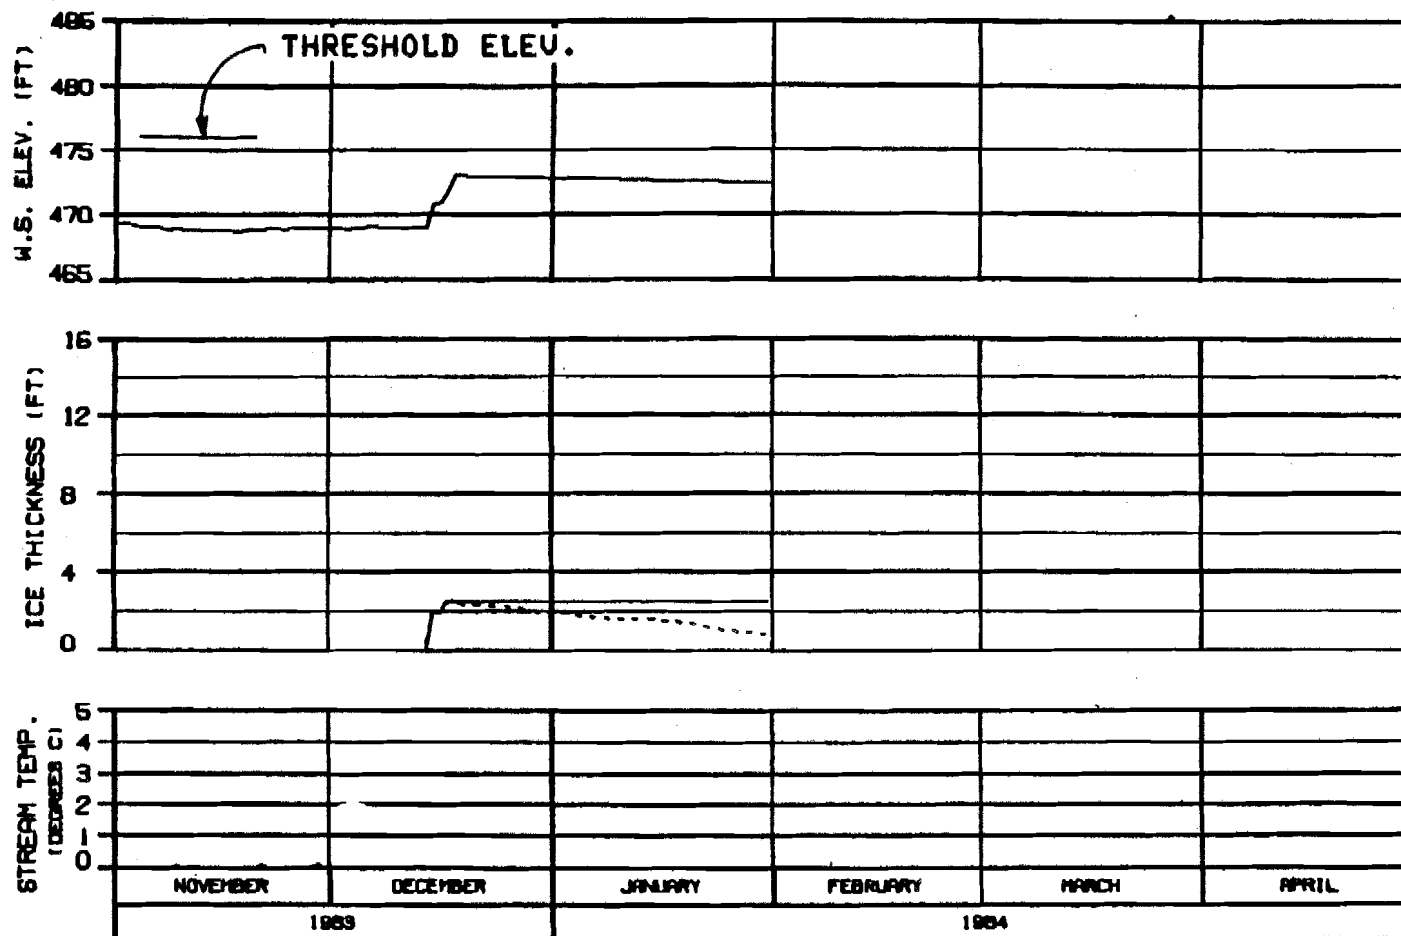 485
THRESHOLD ELEV.
480
475
470
465
W.S. ELEV. (FT)
16
12
8
4
0
ICE THICKNESS (FT)
5
4
3
2
1
0
STREAM TEMP.
(DEGREES C)
NOVEMBER DECEMBER JANUARY FEBRUARY MARCH APRIL
1983 1984